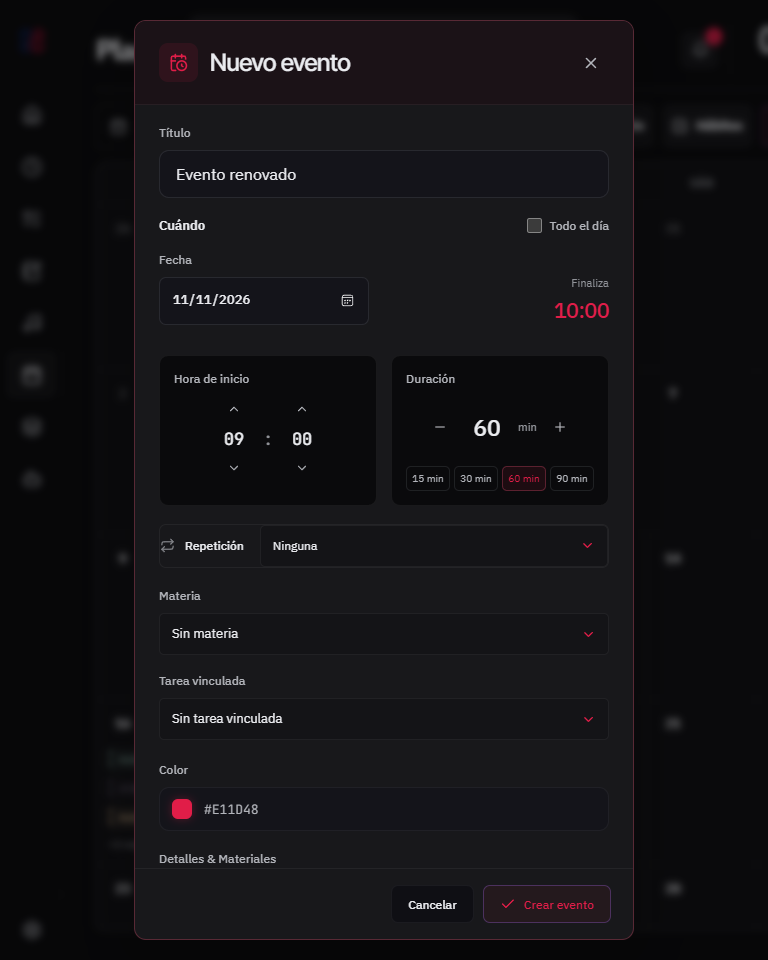 Nuevo evento
Título
Evento renovado
Cuándo
Todo el día
Fecha
11/11/2026
Finaliza
10:00
Hora de inicio
09 : 00
Duración
60 min
15 min 30 min 60 min 90 min
Repetición Ninguna
Materia
Sin materia
Tarea vinculada
Sin tarea vinculada
Color
#E11D48
Detalles & Materiales
Cancelar Crear evento